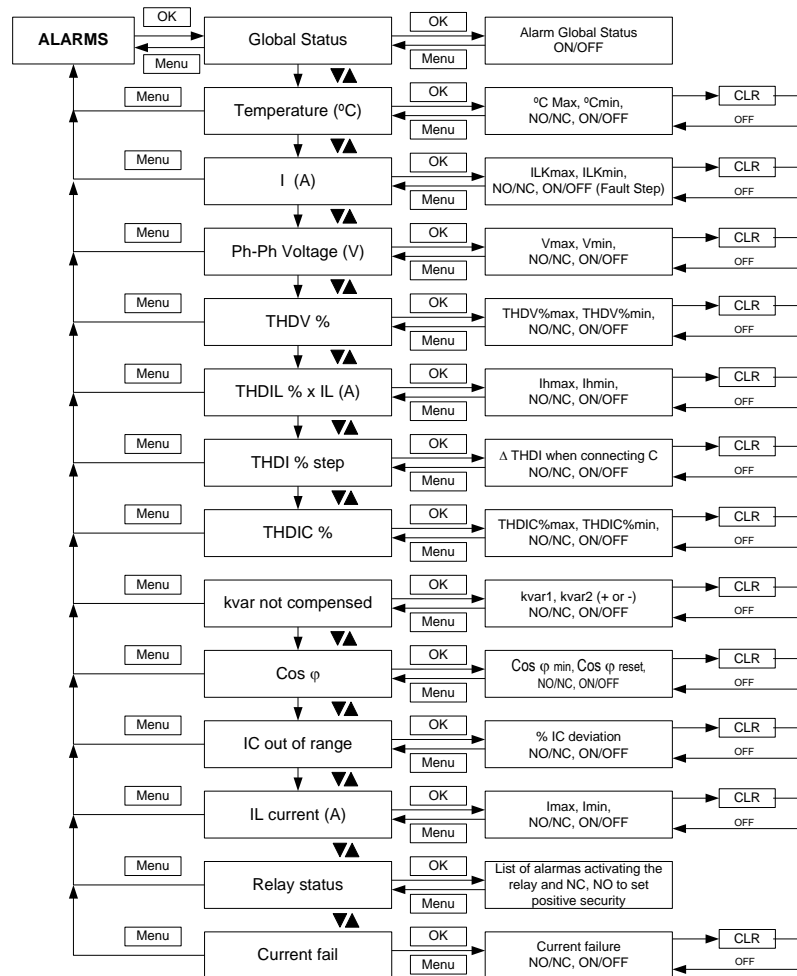 OK
OK
ALARMS
Global Status
Alarm Global Status
ON/OFF
Menu
Menu
▼▲
Menu
OK
Temperature (ºC)
ºC Max, ºCmin,
NO/NC, ON/OFF
CLR
OFF
Menu
▼▲
Menu
OK
I (A)
ILKmax, ILKmin,
NO/NC, ON/OFF (Fault Step)
CLR
OFF
Menu
▼▲
Menu
OK
Ph-Ph Voltage (V)
Vmax, Vmin,
NO/NC, ON/OFF
CLR
OFF
Menu
▼▲
Menu
OK
THDV %
THDV%max, THDV%min,
NO/NC, ON/OFF
CLR
OFF
Menu
▼▲
Menu
OK
THDIL % x IL (A)
Ihmax, Ihmin,
NO/NC, ON/OFF
CLR
OFF
Menu
▼▲
Menu
OK
THDI % step
Δ THDI when connecting C
NO/NC, ON/OFF
CLR
OFF
Menu
▼▲
Menu
OK
THDIC %
THDIC%max, THDIC%min,
NO/NC, ON/OFF
CLR
OFF
Menu
Menu
OK
kvar not compensed
kvar1, kvar2 (+ or -)
NO/NC, ON/OFF
CLR
OFF
Menu
▼▲
Menu
OK
Cos φ
Cos φ min, Cos φ reset,
NO/NC, ON/OFF
CLR
OFF
Menu
▼▲
Menu
OK
IC out of range
% IC deviation
NO/NC, ON/OFF
CLR
OFF
Menu
▼▲
Menu
OK
IL current (A)
Imax, Imin,
NO/NC, ON/OFF
CLR
OFF
Menu
▼▲
Menu
OK
Relay status
List of alarmas activating the
relay and NC, NO to set
positive security
Menu
▼▲
Menu
OK
Current fail
Current failure
NO/NC, ON/OFF
CLR
OFF
Menu